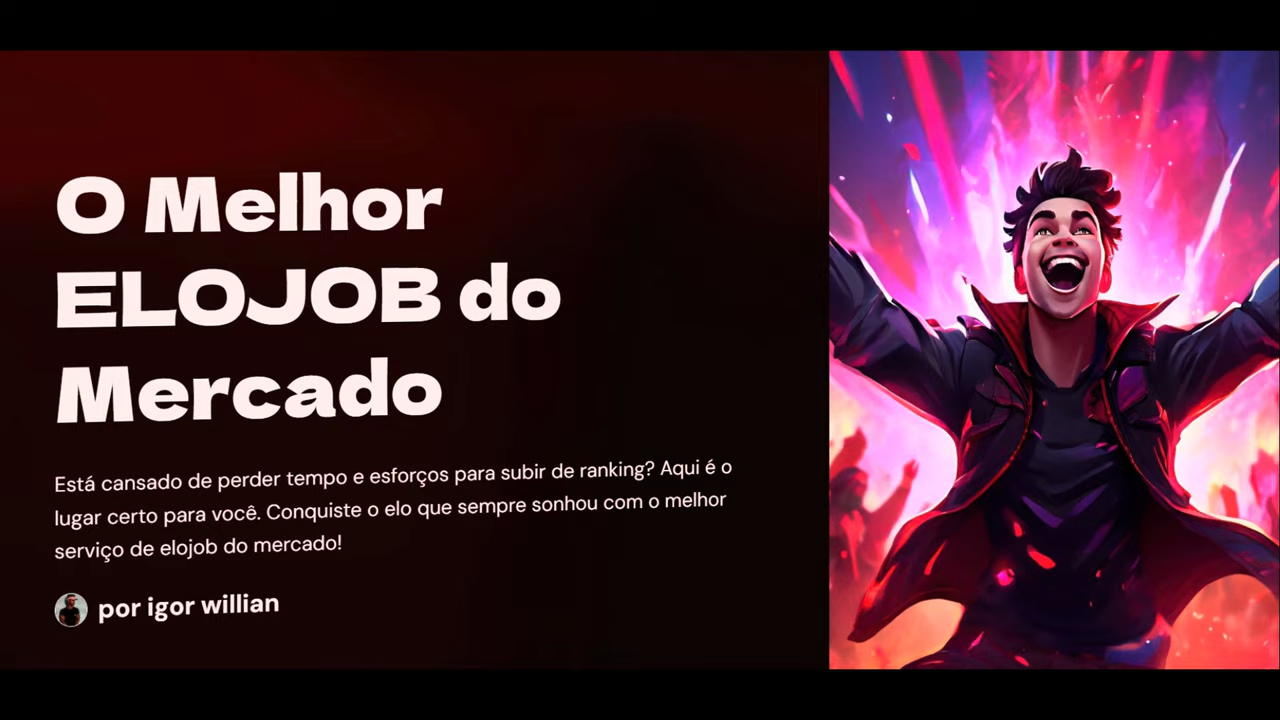 O Melhor
ELOJOB do
Mercado
Está cansado de perder tempo e esforços para subir de ranking? Aqui é o
lugar certo para você. Conquiste o elo que sempre sonhou com o melhor
serviço de elojob do mercado!
por igor willian